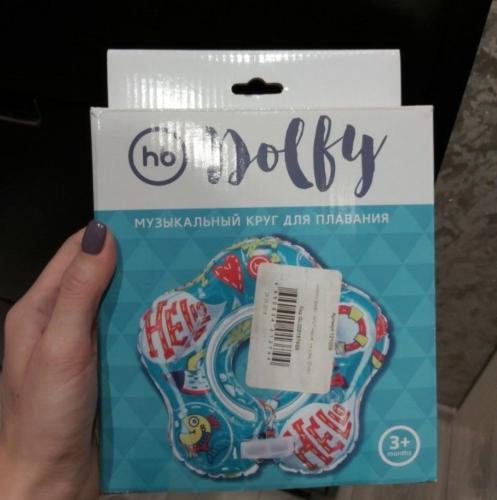 hb
Dolfy
МУЗЫКАЛЬНЫЙ КРУГ ДЛЯ ПЛАВАНИЯ
HELLO
HELLO
3+
months